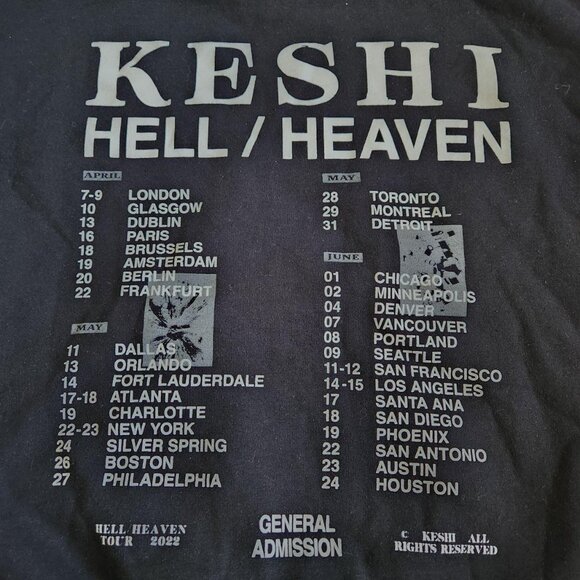 KESHI
HELL / HEAVEN
APRIL
7-9 LONDON
10 GLASGOW
13 DUBLIN
16 PARIS
18 BRUSSELS
19 AMSTERDAM
20 BERLIN
22 FRANKFURT
MAY
11 DALLAS
13 ORLANDO
14 FORT LAUDERDALE
17-18 ATLANTA
19 CHARLOTTE
22-23 NEW YORK
24 SILVER SPRING
26 BOSTON
27 PHILADELPHIA
MAY
28 TORONTO
29 MONTREAL
31 DETROIT
JUNE
01 CHICAGO
02 MINNEAPOLIS
04 DENVER
07 VANCOUVER
08 PORTLAND
09 SEATTLE
11-12 SAN FRANCISCO
14-15 LOS ANGELES
17 SANTA ANA
18 SAN DIEGO
19 PHOENIX
22 SAN ANTONIO
23 AUSTIN
24 HOUSTON
HELL/HEAVEN
TOUR 2022
GENERAL
ADMISSION
© KESHI ALL
RIGHTS RESERVED